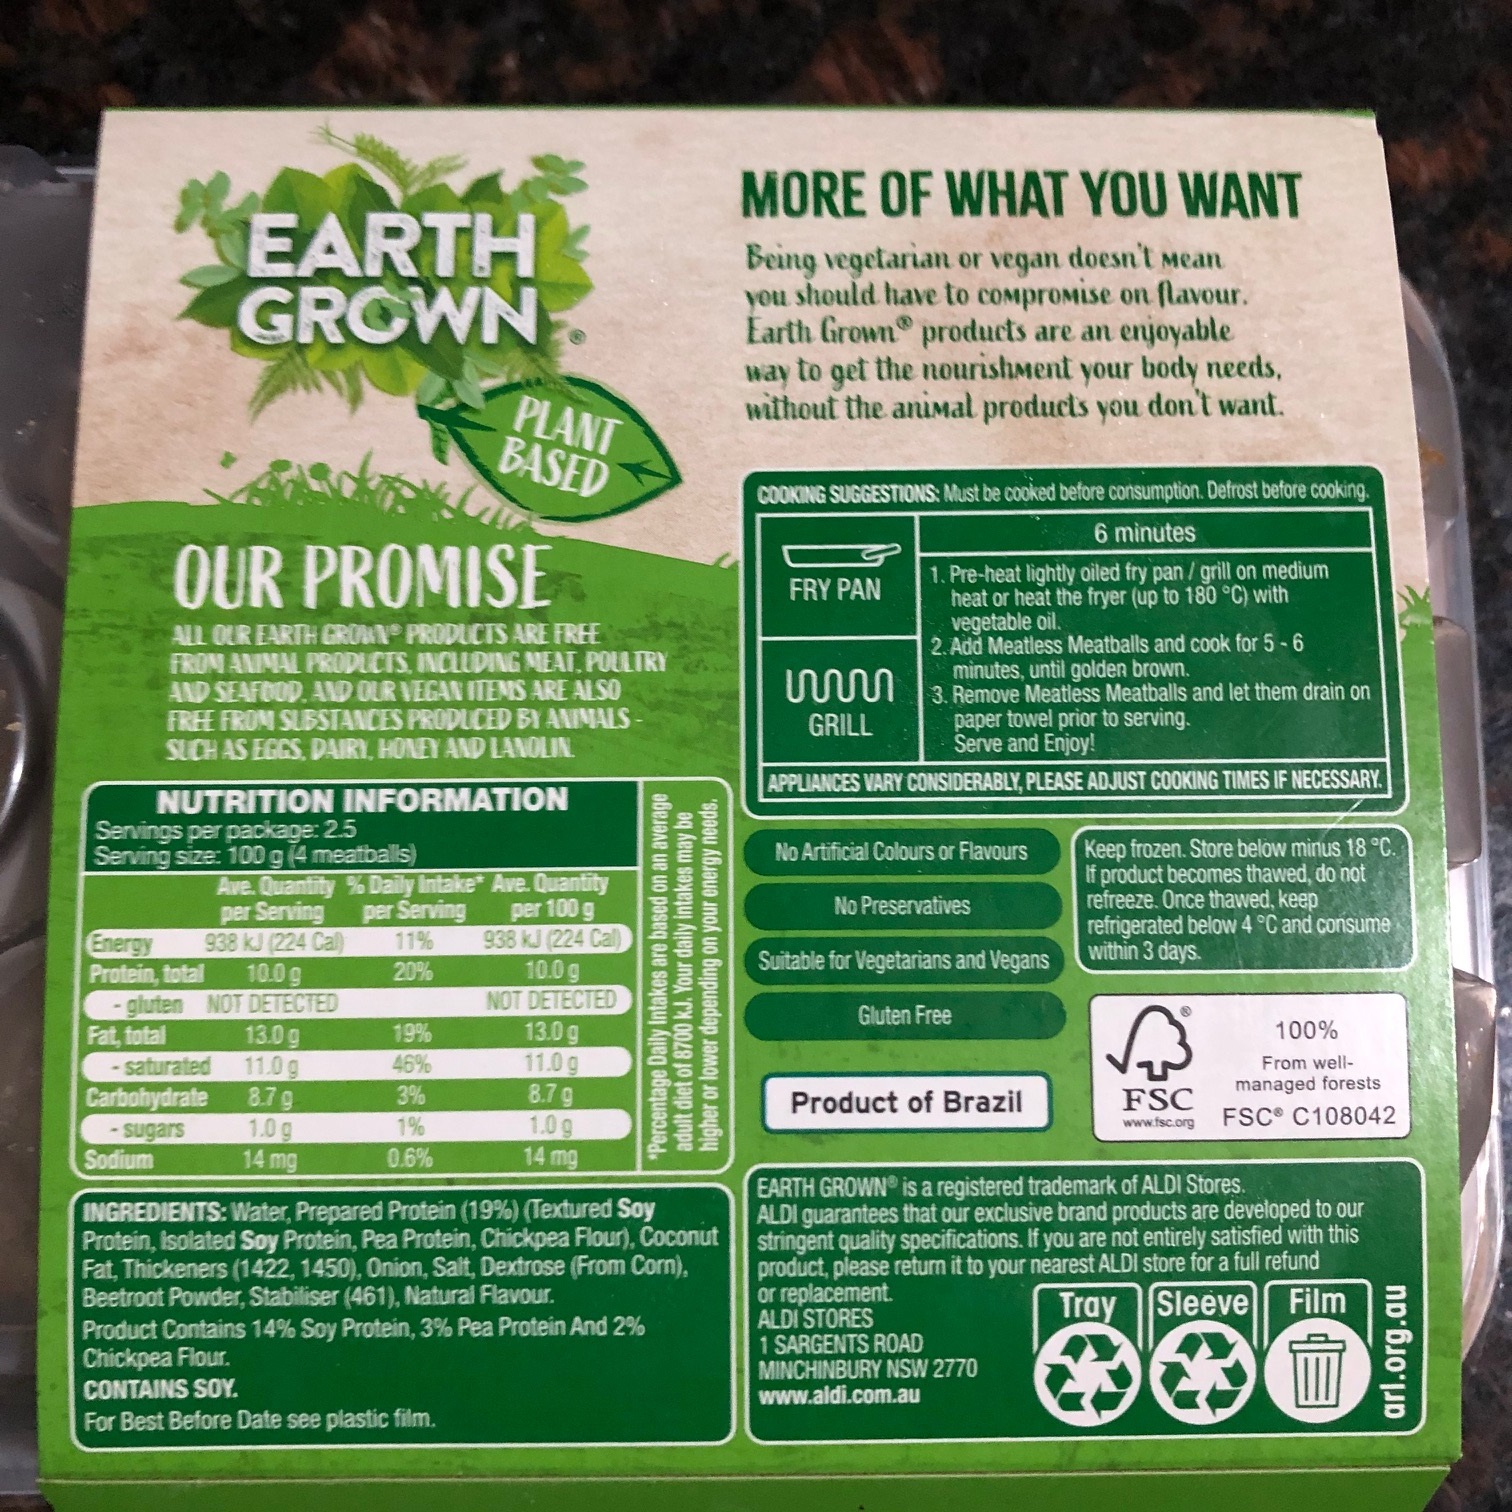 EARTH
GROWN®
PLANT
BASED
OUR PROMISE
ALL OUR EARTH GROWN® PRODUCTS ARE FREE
FROM ANIMAL PRODUCTS, INCLUDING MEAT, POULTRY
AND SEAFOOD, AND OUR VEGAN ITEMS ARE ALSO
FREE FROM SUBSTANCES PRODUCED BY ANIMALS -
SUCH AS EGGS, DAIRY, HONEY AND LANOLIN.
NUTRITION INFORMATION
Servings per package: 2.5
Serving size: 100 g (4 meatballs)
Ave. Quantity % Daily Intake* Ave. Quantity
per Serving per Serving per 100 g
Energy 938 kJ (224 Cal) 11% 938 kJ (224 Cal)
Protein, total 10.0 g 20% 10.0 g
- gluten NOT DETECTED NOT DETECTED
Fat, total 13.0 g 19% 13.0 g
- saturated 11.0 g 46% 11.0 g
Carbohydrate 8.7 g 3% 8.7 g
- sugars 1.0 g 1% 1.0 g
Sodium 14 mg 0.6% 14 mg
*Percentage Daily Intakes are based on an average
adult diet of 8700 kJ. Your daily intakes may be
higher or lower depending on your energy needs.
INGREDIENTS: Water, Prepared Protein (19%) (Textured Soy
Protein, Isolated Soy Protein, Pea Protein, Chickpea Flour), Coconut
Fat, Thickeners (1422, 1450), Onion, Salt, Dextrose (From Corn),
Beetroot Powder, Stabiliser (461), Natural Flavour.
Product Contains 14% Soy Protein, 3% Pea Protein And 2%
Chickpea Flour.
CONTAINS SOY.
For Best Before Date see plastic film.
MORE OF WHAT YOU WANT
Being vegetarian or vegan doesn't mean
you should have to compromise on flavour.
Earth Grown® products are an enjoyable
way to get the nourishment your body needs,
without the animal products you don't want.
COOKING SUGGESTIONS: Must be cooked before consumption. Defrost before cooking.
FRY PAN
GRILL
6 minutes
1. Pre-heat lightly oiled fry pan / grill on medium
heat or heat the fryer (up to 180 °C) with
vegetable oil.
2. Add Meatless Meatballs and cook for 5 - 6
minutes, until golden brown.
3. Remove Meatless Meatballs and let them drain on
paper towel prior to serving.
Serve and Enjoy!
APPLIANCES VARY CONSIDERABLY, PLEASE ADJUST COOKING TIMES IF NECESSARY.
No Artificial Colours or Flavours
No Preservatives
Suitable for Vegetarians and Vegans
Gluten Free
Keep frozen. Store below minus 18 °C.
If product becomes thawed, do not
refreeze. Once thawed, keep
refrigerated below 4 °C and consume
within 3 days.
Product of Brazil
®
FSC
www.fsc.org
100%
From well-
managed forests
FSC® C108042
EARTH GROWN® is a registered trademark of ALDI Stores.
ALDI guarantees that our exclusive brand products are developed to our
stringent quality specifications. If you are not entirely satisfied with this
product, please return it to your nearest ALDI store for a full refund
or replacement.
ALDI STORES
1 SARGENTS ROAD
MINCHINBURY NSW 2770
www.aldi.com.au
Tray
Sleeve
Film
arl.org.au